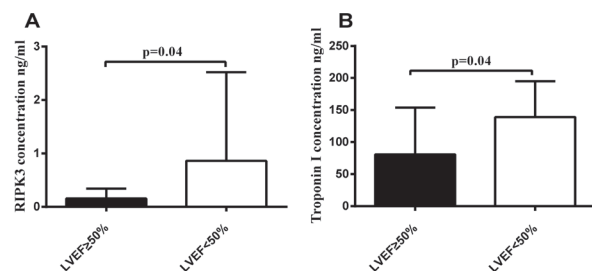 A
RIPK3 concentration ng/ml
3
2
1
0
p=0.04
LVEF≥50%
LVEF<50%
B
Troponin I concentration ng/ml
250
200
150
100
50
0
p=0.04
LVEF≥50%
LVEF<50%